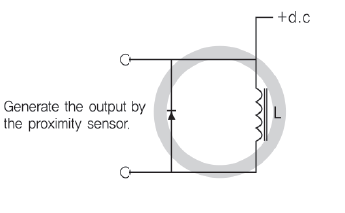 +d.c
Generate the output by
the proximity sensor.
L